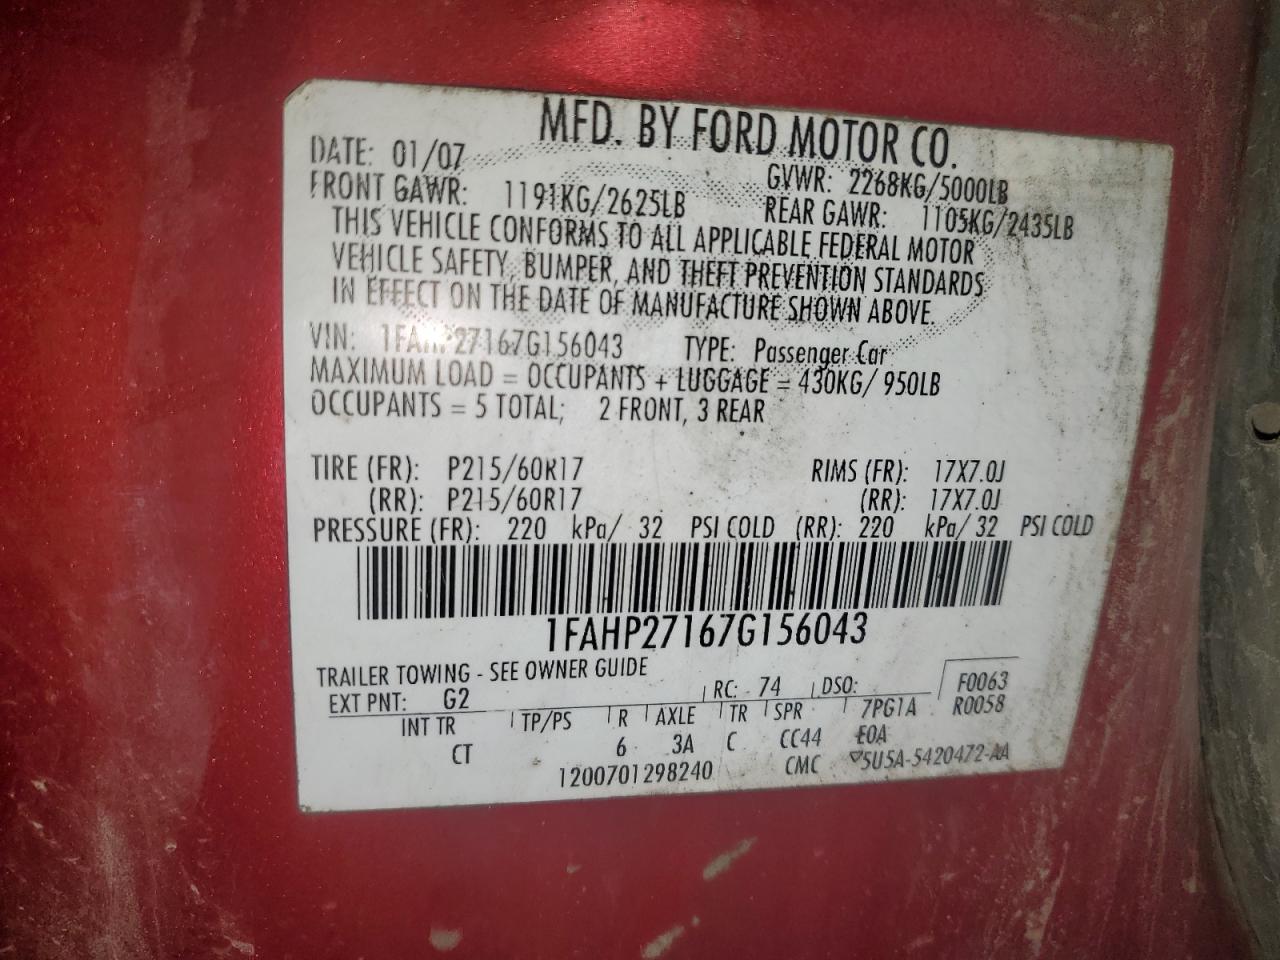 MFD. BY FORD MOTOR CO.
DATE: 01/07 GVWR: 2268KG/5000LB
FRONT GAWR: 1191KG/2625LB REAR GAWR: 1105KG/2435LB
THIS VEHICLE CONFORMS TO ALL APPLICABLE FEDERAL MOTOR
VEHICLE SAFETY, BUMPER, AND THEFT PREVENTION STANDARDS
IN EFFECT ON THE DATE OF MANUFACTURE SHOWN ABOVE.
VIN: 1FAHP27167G156043 TYPE: Passenger Car
MAXIMUM LOAD = OCCUPANTS + LUGGAGE = 430KG/ 950LB
OCCUPANTS = 5 TOTAL; 2 FRONT, 3 REAR
TIRE (FR): P215/60R17 RIMS (FR): 17X7.0J
(RR): P215/60R17 (RR): 17X7.0J
PRESSURE (FR): 220 kPa/ 32 PSI COLD (RR): 220 kPa/ 32 PSI COLD
1FAHP27167G156043
TRAILER TOWING - SEE OWNER GUIDE
EXT PNT: G2 RC: 74 DSO: F0063
INT TR TP/PS R AXLE TR SPR 7PG1A R0058
CT 6 3A C CC44 EOA
1200701298240 CMC 5U5A-5420472-AA